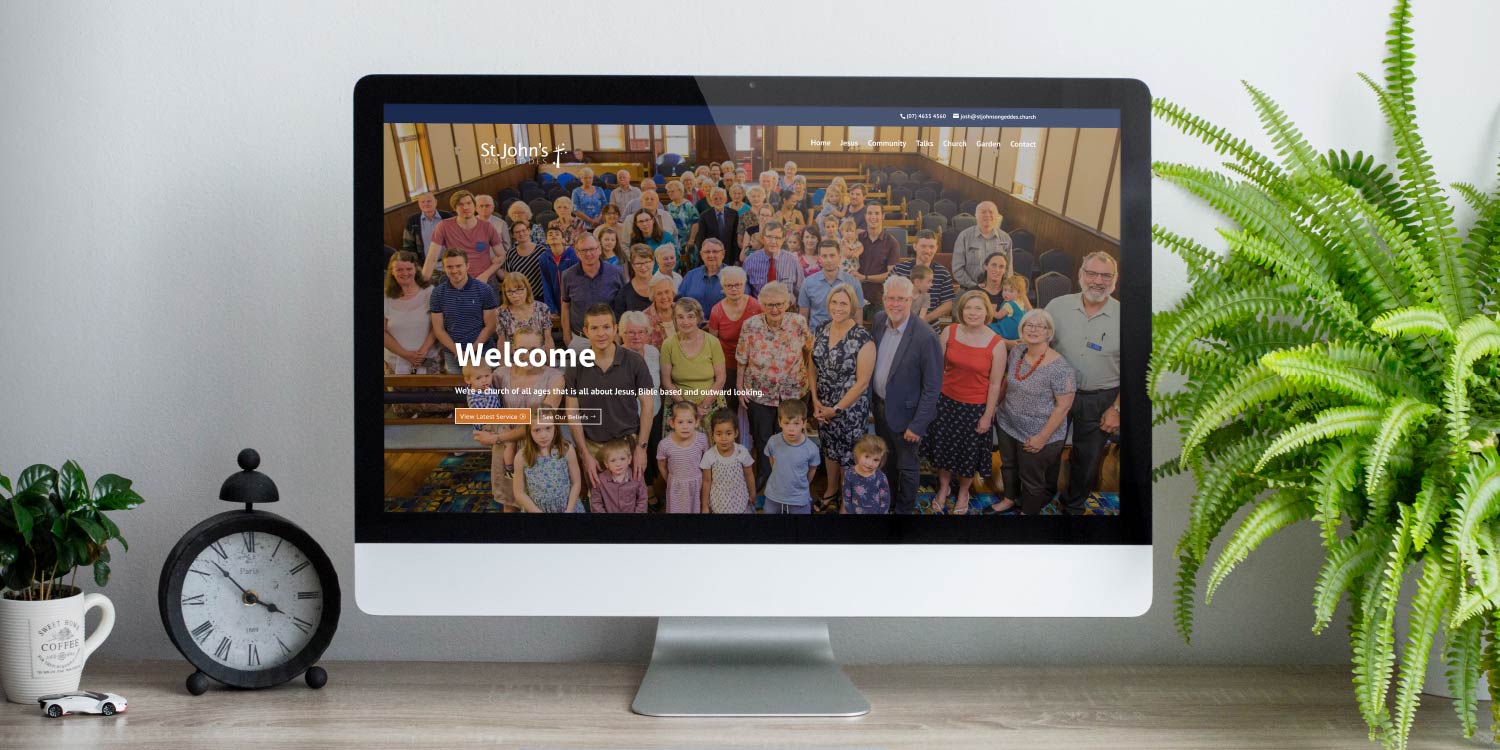 (07) 4635 4560 josh@stjohnsongeddes.church
St. John's
ON GEDDES
Home Jesus Community Talks Church Garden Contact
Welcome
We're a church of all ages that is all about Jesus, Bible based and outward looking.
View Latest Service
See Our Beliefs →
Paris
1889
SWEET HOME
COFFEE